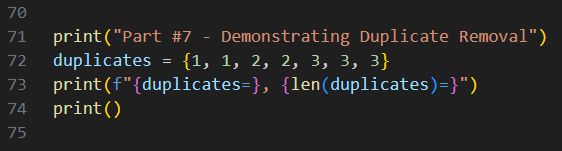 70
71 print("Part #7 - Demonstrating Duplicate Removal")
72 duplicates = {1, 1, 2, 2, 3, 3, 3}
73 print(f"{duplicates=}, {len(duplicates)=}")
74 print()
75